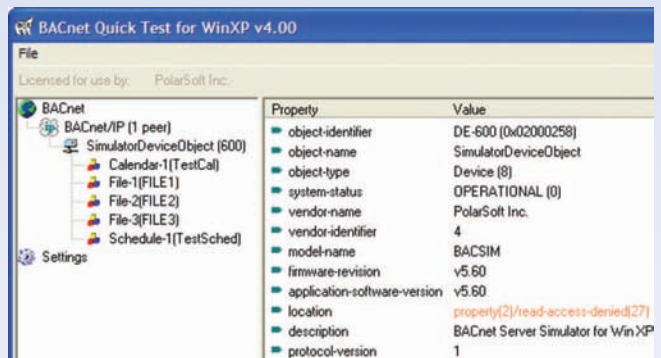 BACnet Quick Test for WinXP v4.00
File
Licensed for use by: PolarSoft Inc.
BACnet
BACnet/IP (1 peer)
SimulatorDeviceObject (600)
Calendar-1(TestCal)
File-1(FILE1)
File-2(FILE2)
File-3(FILE3)
Schedule-1(TestSched)
Settings
Property Value
object-identifier DE-600 (0x02000258)
object-name SimulatorDeviceObject
object-type Device (8)
system-status OPERATIONAL (0)
vendor-name PolarSoft Inc.
vendor-identifier 4
model-name BACSIM
firmware-revision v5.60
application-software-version v5.60
location property(2)/read-access-denied(27)
description BACnet Server Simulator for Win XP
protocol-version 1